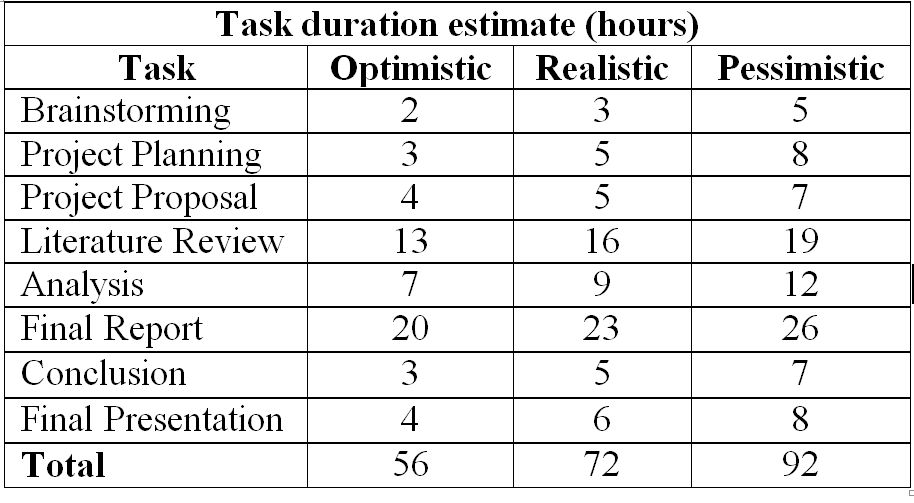 Task duration estimate (hours)
Task Optimistic Realistic Pessimistic
Brainstorming 2 3 5
Project Planning 3 5 8
Project Proposal 4 5 7
Literature Review 13 16 19
Analysis 7 9 12
Final Report 20 23 26
Conclusion 3 5 7
Final Presentation 4 6 8
Total 56 72 92